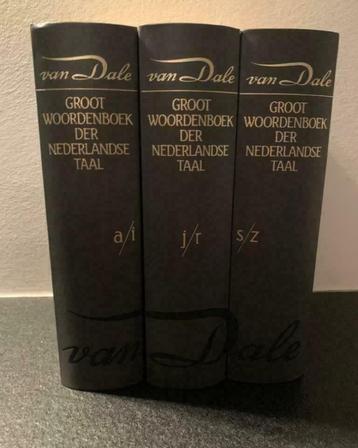 van Dale
GROOT
WOORDENBOEK
DER
NEDERLANDSE
TAAL
a/i
van Dale
GROOT
WOORDENBOEK
DER
NEDERLANDSE
TAAL
j/r
van Dale
GROOT
WOORDENBOEK
DER
NEDERLANDSE
TAAL
s/z
van Dale